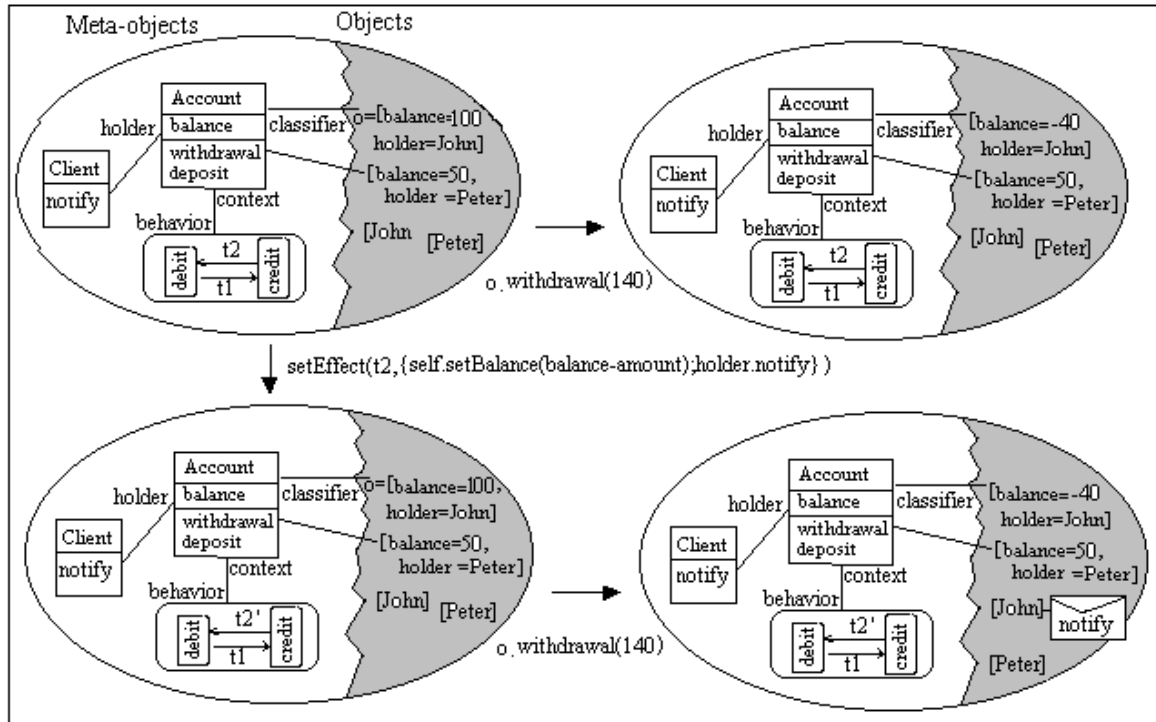 Meta-objects
Objects
Account
balance
withdrawal
deposit
holder
classifier
o=[balance=100
holder=John]
Client
notify
[balance=50,
holder =Peter]
context
behavior
[John
[Peter]
debit
t2
t1
credit
o.withdrawal(140)
Account
balance
withdrawal
deposit
holder
classifier
[balance=-40
holder=John]
Client
notify
[balance=50,
holder =Peter]
context
behavior
[John]
[Peter]
debit
t2
t1
credit
setEffect(t2,{self.setBalance(balance-amount);holder.notify} )
Account
balance
withdrawal
deposit
holder
classifier
o=[balance=100,
holder=John]
Client
notify
[balance=50,
holder =Peter]
context
behavior
[John]
[Peter]
debit
t2'
t1
credit
o.withdrawal(140)
Account
balance
withdrawal
deposit
holder
classifier
[balance=-40
holder=John]
Client
notify
[balance=50,
holder =Peter]
context
behavior
[John]
notify
debit
t2'
t1
credit
[Peter]